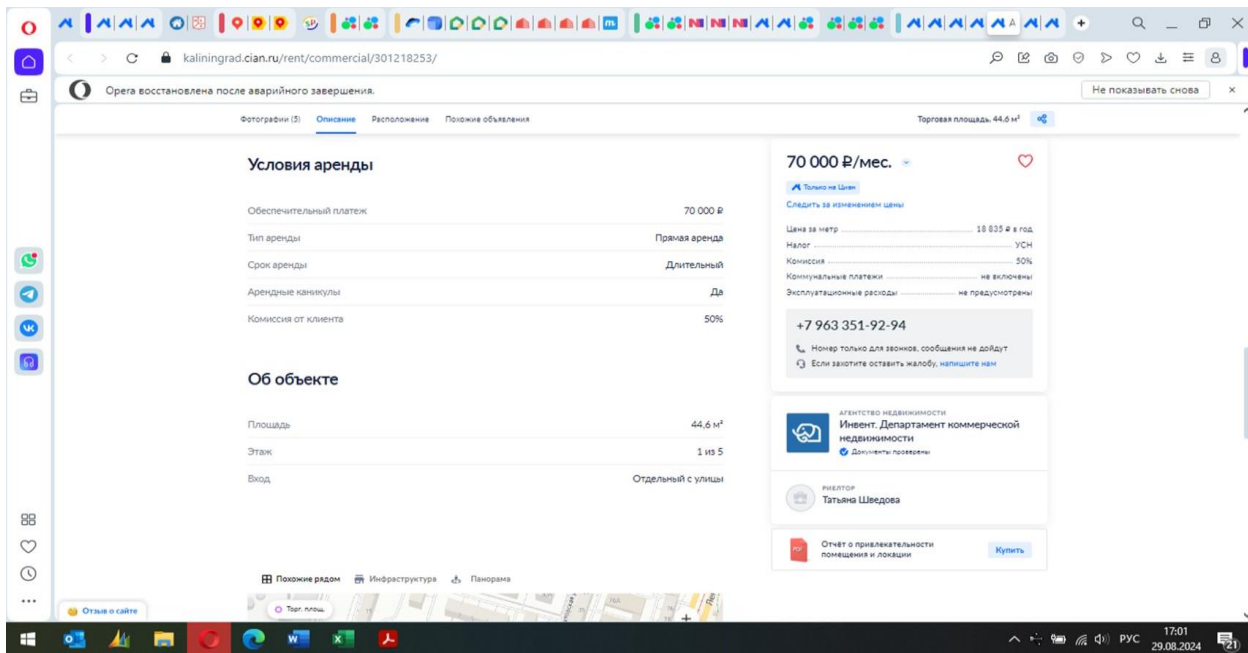 kaliningrad.cian.ru/rent/commercial/301218253/
Opera восстановлена после аварийного завершения.
Не показывать снова
Фотографии (5) Описание Расположение Похожие объявления
Торговая площадь, 44,6 м²
Условия аренды
Обеспечительный платеж 70 000 ₽
Тип аренды Прямая аренда
Срок аренды Длительный
Арендные каникулы Да
Комиссия от клиента 50%
Об объекте
Площадь 44,6 м²
Этаж 1 из 5
Вход Отдельный с улицы
Похожие рядом Инфраструктура Панорама
Торг. площ.
70 000 ₽/мес.
Только на Циан
Следить за изменением цены
Цена за метр 18 835 ₽ в год
Налог УСН
Комиссия 50%
Коммунальные платежи не включены
Эксплуатационные расходы не предусмотрены
+7 963 351-92-94
Номер только для звонков, сообщения не дойдут
Если захотите оставить жалобу, напишите нам
АГЕНТСТВО НЕДВИЖИМОСТИ
Инвент. Департамент коммерческой
недвижимости
Документы проверены
РИЕЛТОР
Татьяна Шведова
PDF
Отчёт о привлекательности
помещения и локации
Купить
Отзыв о сайте
РУС
17:01
29.08.2024
21